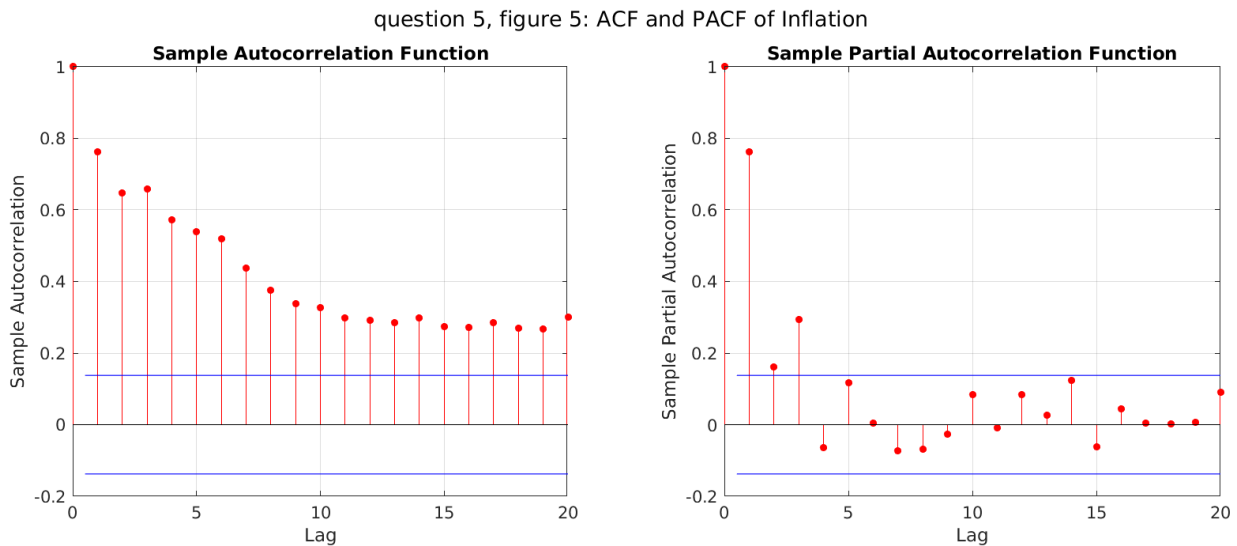 question 5, figure 5: ACF and PACF of Inflation
Sample Autocorrelation Function
Sample Autocorrelation
1
0.8
0.6
0.4
0.2
0
-0.2
0 5 10 15 20
Lag
Sample Partial Autocorrelation Function
Sample Partial Autocorrelation
1
0.8
0.6
0.4
0.2
0
-0.2
0 5 10 15 20
Lag